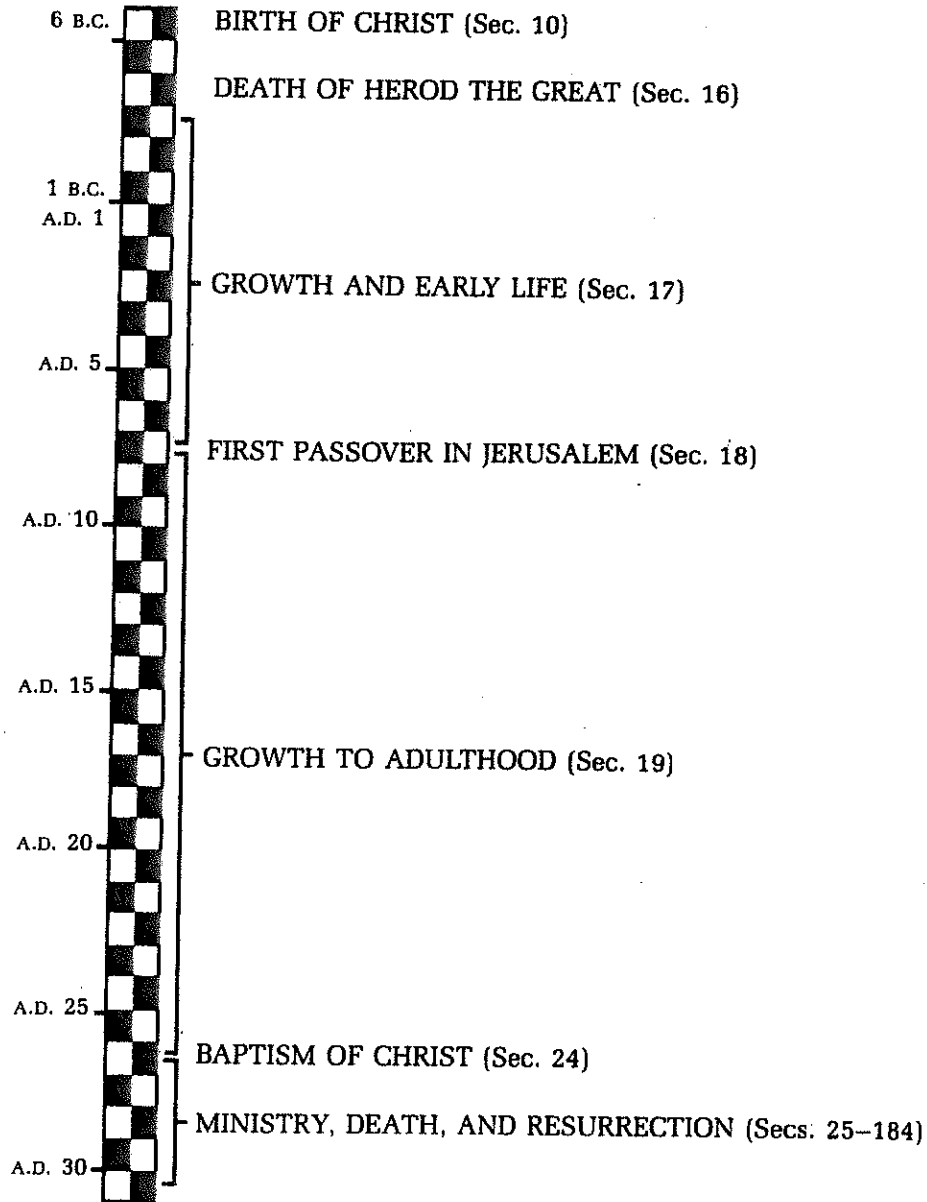 6 B.C. BIRTH OF CHRIST (Sec. 10)
DEATH OF HEROD THE GREAT (Sec. 16)
1 B.C.
A.D. 1
GROWTH AND EARLY LIFE (Sec. 17)
A.D. 5
FIRST PASSOVER IN JERUSALEM (Sec. 18)
A.D. 10
A.D. 15
GROWTH TO ADULTHOOD (Sec. 19)
A.D. 20
A.D. 25
BAPTISM OF CHRIST (Sec. 24)
MINISTRY, DEATH, AND RESURRECTION (Secs. 25–184)
A.D. 30